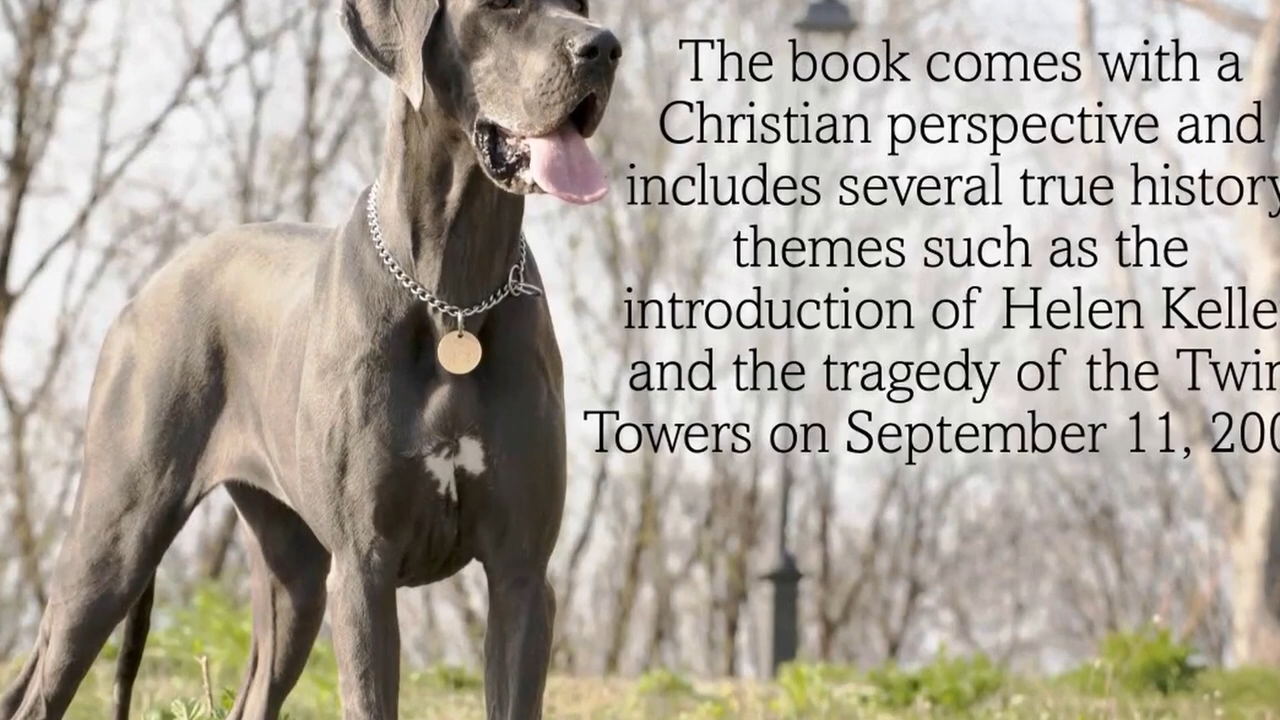 The book comes with a
Christian perspective and
includes several true history
themes such as the
introduction of Helen Kelle
and the tragedy of the Twin
Towers on September 11, 200